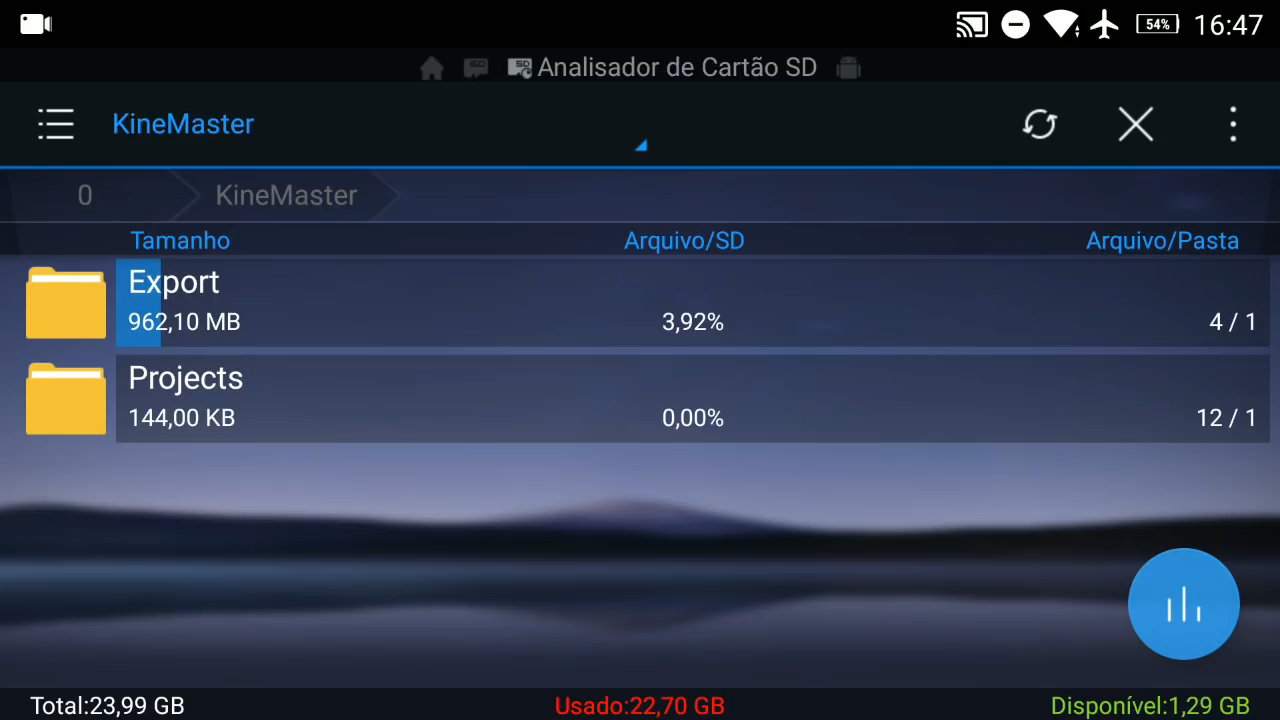 54% 16:47
Analisador de Cartão SD
KineMaster
0 KineMaster
Tamanho Arquivo/SD Arquivo/Pasta
Export
962,10 MB 3,92% 4 / 1
Projects
144,00 KB 0,00% 12 / 1
Total:23,99 GB Usado:22,70 GB Disponível:1,29 GB